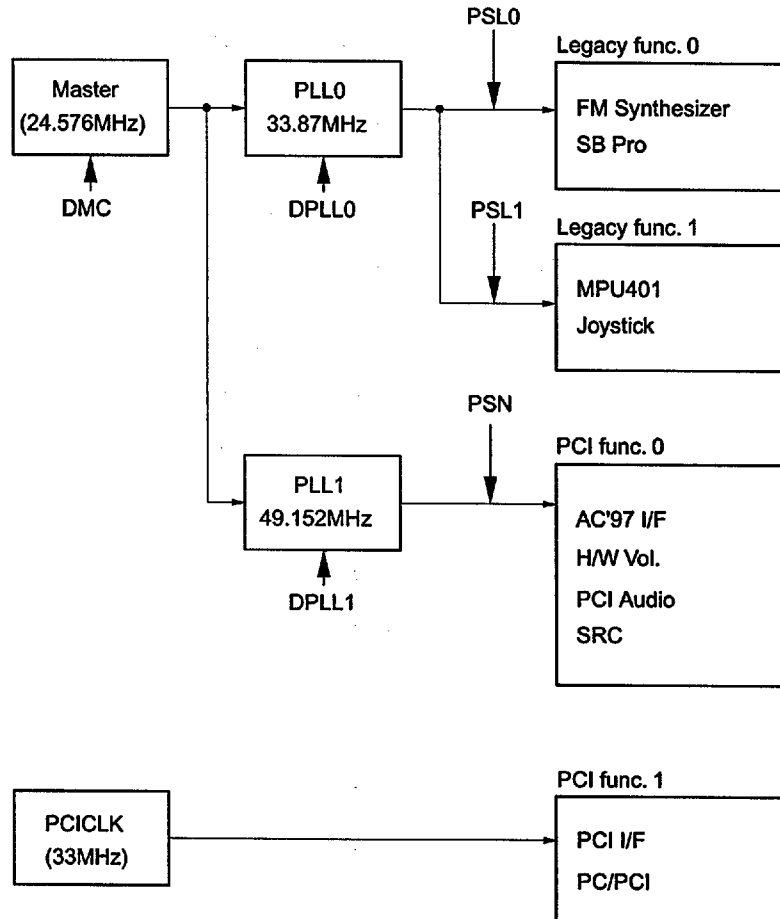 PSL0
Legacy func. 0
Master
(24.576MHz)
PLL0
33.87MHz
FM Synthesizer
SB Pro
DMC
DPLL0
PSL1
Legacy func. 1
MPU401
Joystick
PSN
PCI func. 0
PLL1
49.152MHz
AC'97 I/F
H/W Vol.
PCI Audio
SRC
DPLL1
PCI func. 1
PCICLK
(33MHz)
PCI I/F
PC/PCI